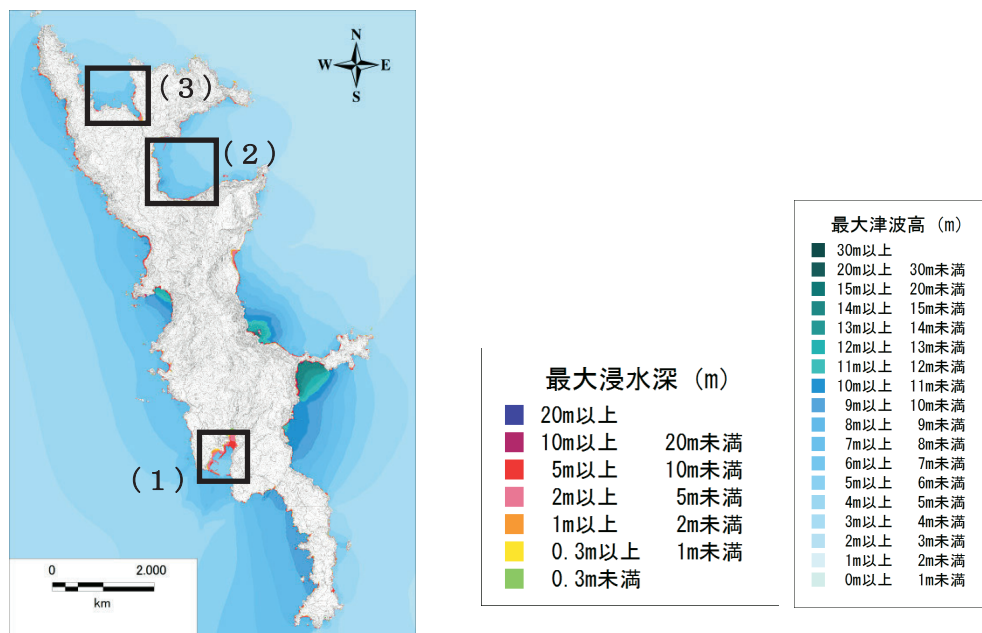 N
W E
S
(3)
(2)
(1)
0 2.000
km
最大浸水深 (m)
20m以上
10m以上 20m未満
5m以上 10m未満
2m以上 5m未満
1m以上 2m未満
0.3m以上 1m未満
0.3m未満
最大津波高 (m)
30m以上
20m以上 30m未満
15m以上 20m未満
14m以上 15m未満
13m以上 14m未満
12m以上 13m未満
11m以上 12m未満
10m以上 11m未満
9m以上 10m未満
8m以上 9m未満
7m以上 8m未満
6m以上 7m未満
5m以上 6m未満
4m以上 5m未満
3m以上 4m未満
2m以上 3m未満
1m以上 2m未満
0m以上 1m未満